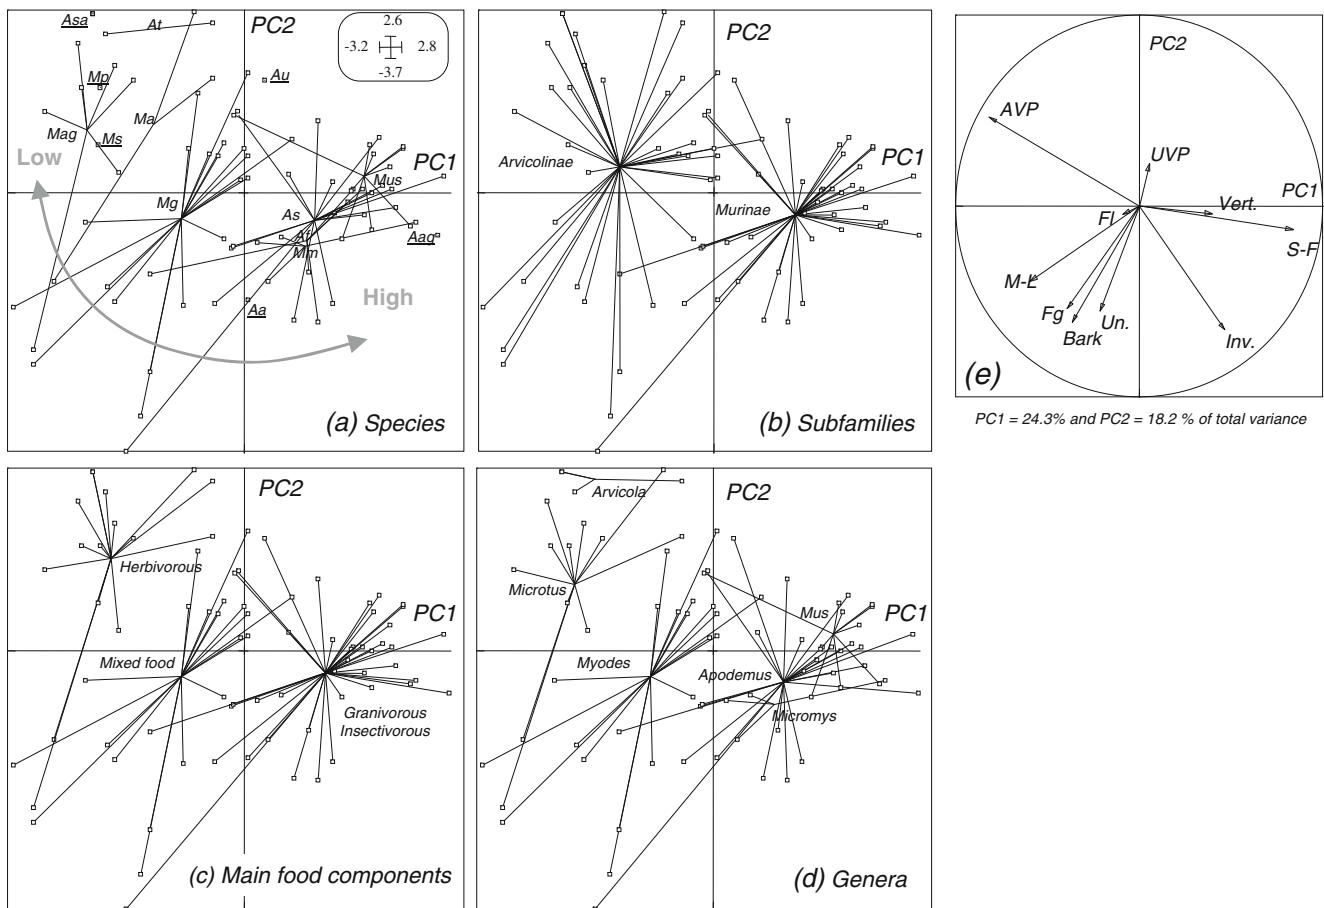 Asa
At
PC2
2.6
-3.2
2.8
-3.7
Mp
Au
Mag
Ma
Ms
Low
PC1
Mus
Mg
As
Af
Mm
Aag
Aa
High
(a) Species
PC2
Arvicolinae
PC1
Murinae
(b) Subfamilies
PC2
AVP
UVP
PC1
Fl
Vert.
S-F
M-L
Fg
Un.
Bark
Inv.
(e)
PC1 = 24.3% and PC2 = 18.2 % of total variance
PC2
Herbivorous
PC1
Mixed food
Granivorous
Insectivorous
(c) Main food components
Arvicola
PC2
Microtus
Mus
PC1
Myodes
Apodemus
Micromys
(d) Genera